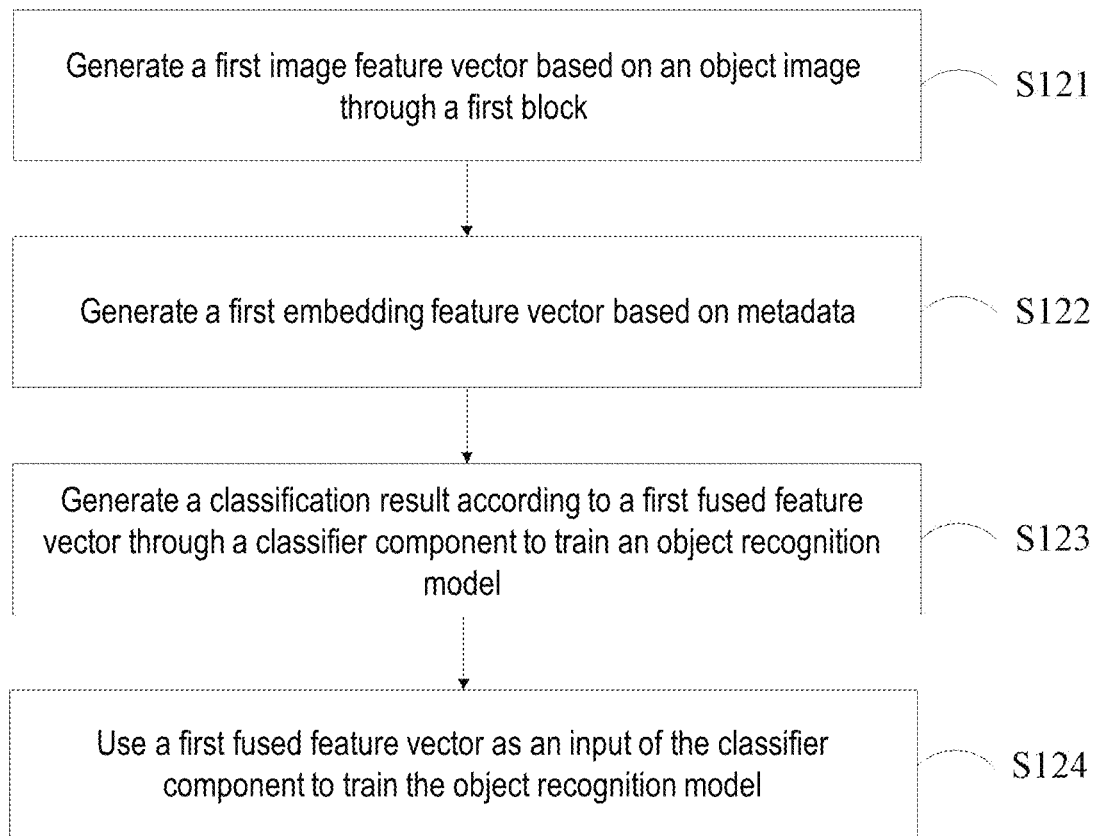 Generate a first image feature vector based on an object image
through a first block
S121
Generate a first embedding feature vector based on metadata
S122
Generate a classification result according to a first fused feature
vector through a classifier component to train an object recognition
model
S123
Use a first fused feature vector as an input of the classifier
component to train the object recognition model
S124